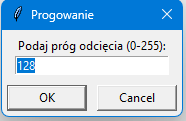 Progowanie
Podaj próg odcięcia (0-255):
128
OK
Cancel